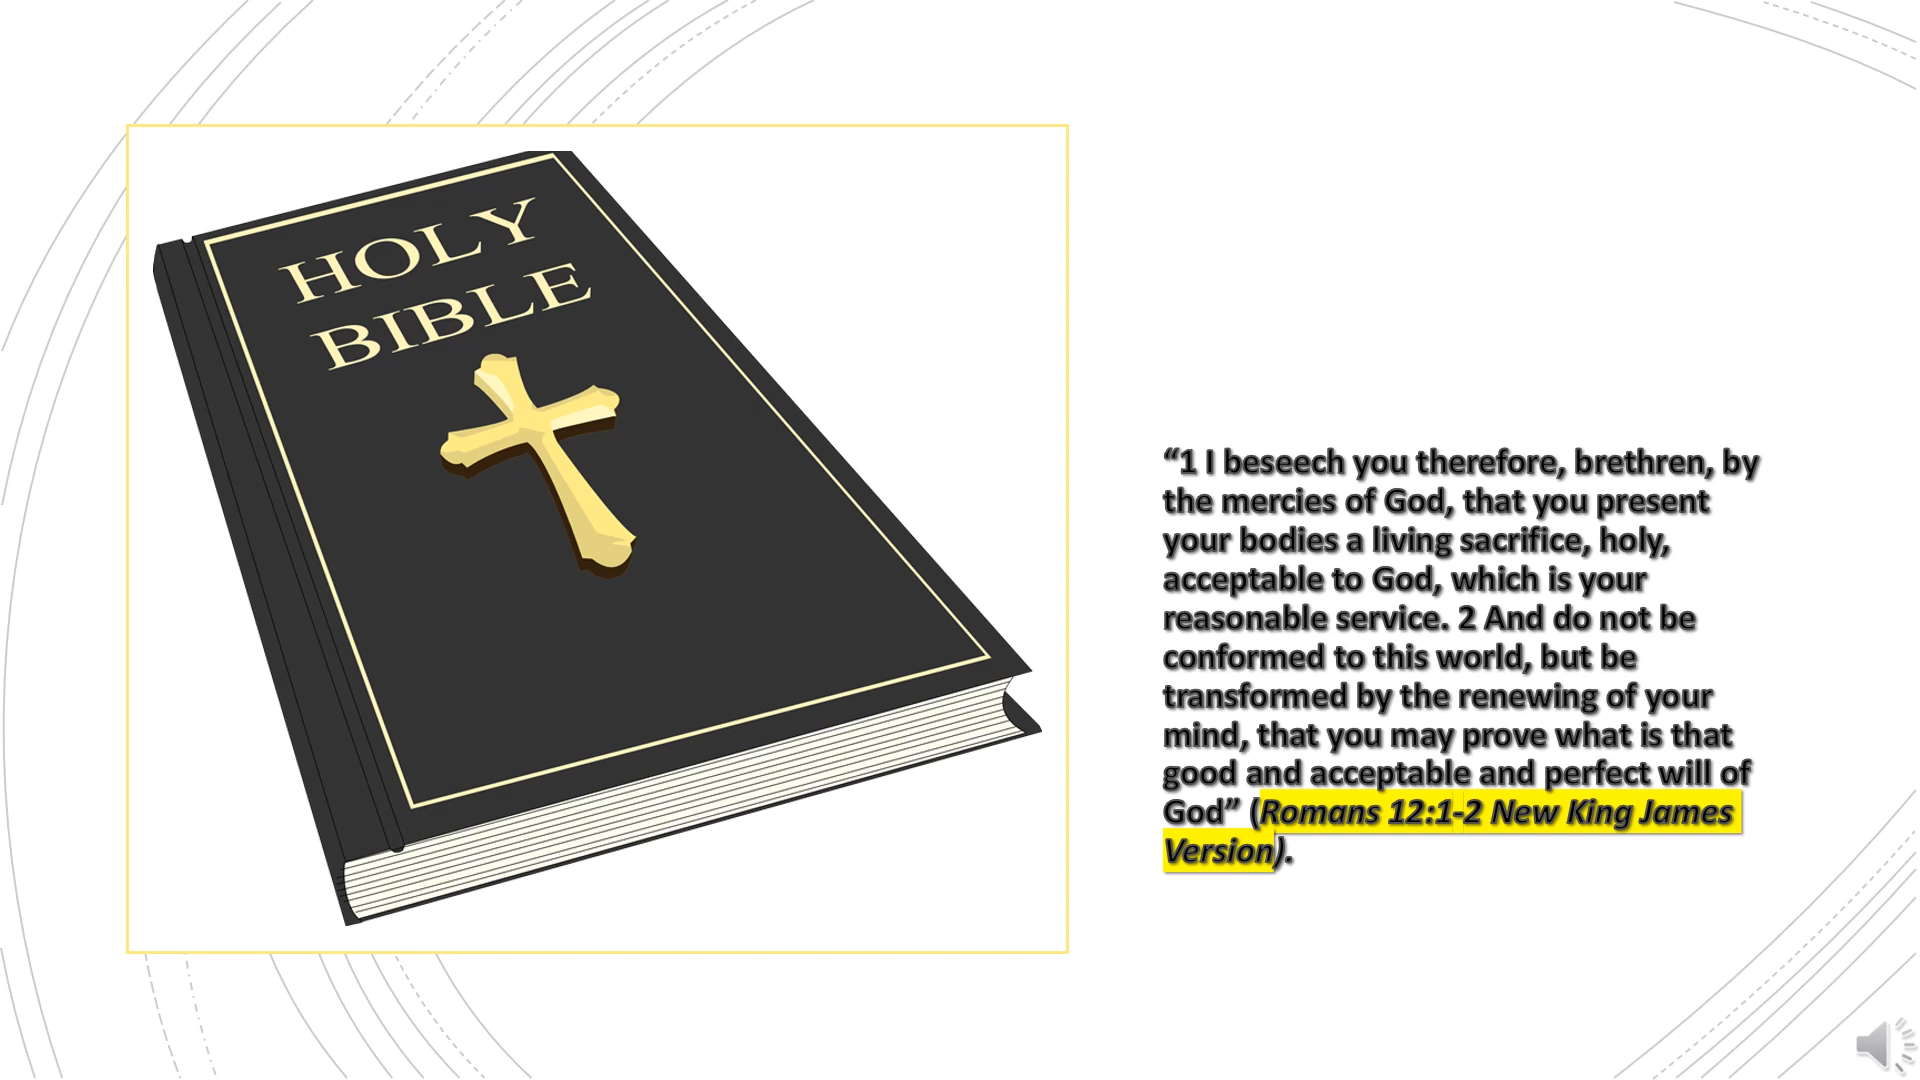 HOLY
BIBLE
“1 I beseech you therefore, brethren, by
the mercies of God, that you present
your bodies a living sacrifice, holy,
acceptable to God, which is your
reasonable service. 2 And do not be
conformed to this world, but be
transformed by the renewing of your
mind, that you may prove what is that
good and acceptable and perfect will of
God” (Romans 12:1-2 New King James
Version).